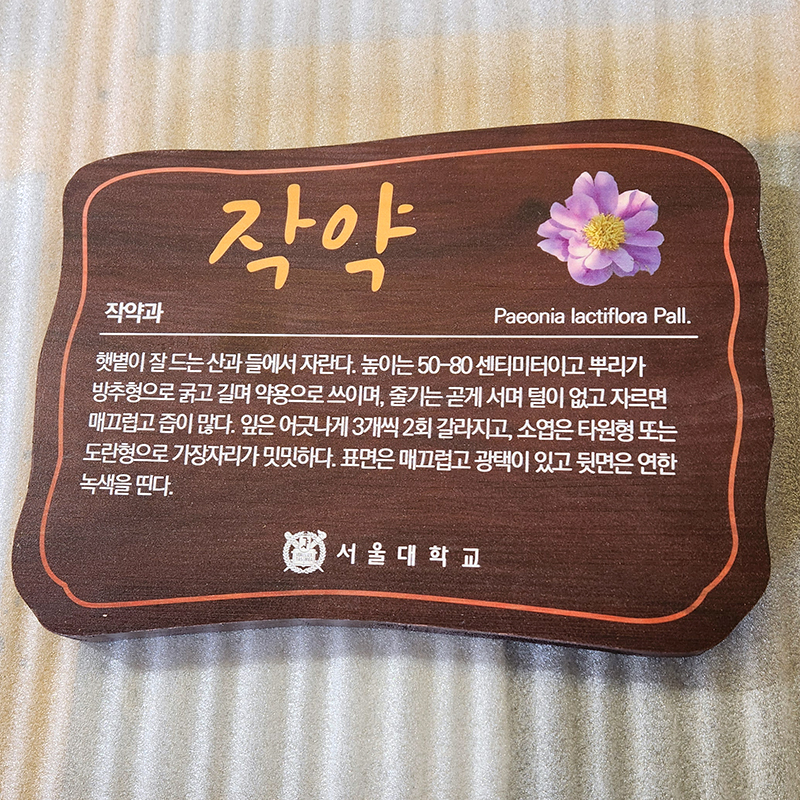 작약
작약과 Paeonia lactiflora Pall.
햇볕이 잘 드는 산과 들에서 자란다. 높이는 50-80 센티미터이고 뿌리가
방추형으로 굵고 길며 약용으로 쓰이며, 줄기는 곧게 서며 털이 없고 자르면
매끄럽고 즙이 많다. 잎은 어긋나게 3개씩 2회 갈라지고, 소엽은 타원형 또는
도란형으로 가장자리가 밋밋하다. 표면은 매끄럽고 광택이 있고 뒷면은 연한
녹색을 띤다.
서울대학교